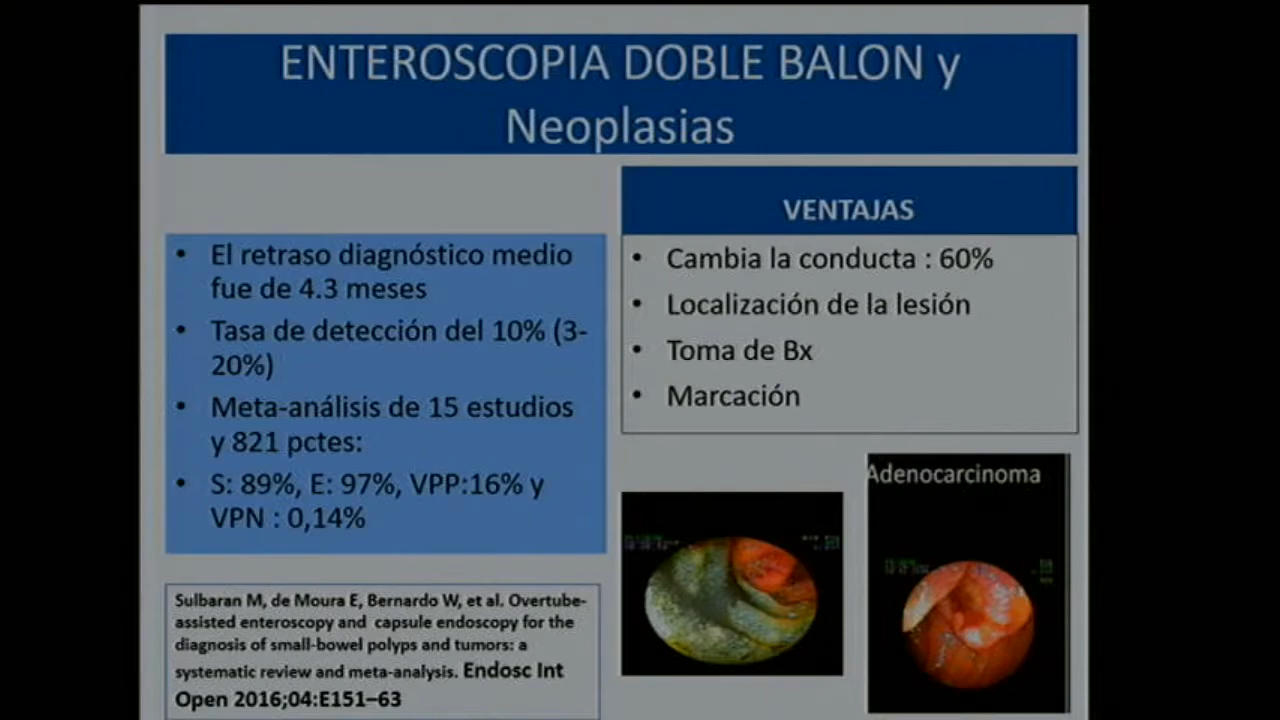 ENTEROSCOPIA DOBLE BALON y
Neoplasias
• El retraso diagnóstico medio
fue de 4.3 meses
• Tasa de detección del 10% (3-
20%)
• Meta-análisis de 15 estudios
y 821 pctes:
• S: 89%, E: 97%, VPP:16% y
VPN : 0,14%
Sulbaran M, de Moura E, Bernardo W, et al. Overtube-
assisted enteroscopy and capsule endoscopy for the
diagnosis of small-bowel polyps and tumors: a
systematic review and meta-analysis. Endosc Int
Open 2016;04:E151–63
VENTAJAS
• Cambia la conducta : 60%
• Localización de la lesión
• Toma de Bx
• Marcación
Adenocarcinoma